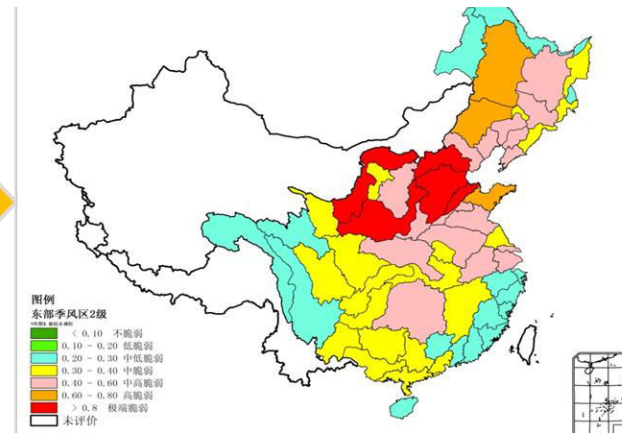 图例
东部季风区2级
< 0.10 不脆弱
0.10 - 0.20 低脆弱
0.20 - 0.30 中低脆弱
0.30 - 0.40 中脆弱
0.40 - 0.60 中高脆弱
0.60 - 0.80 高脆弱
> 0.8 极端脆弱
未评价